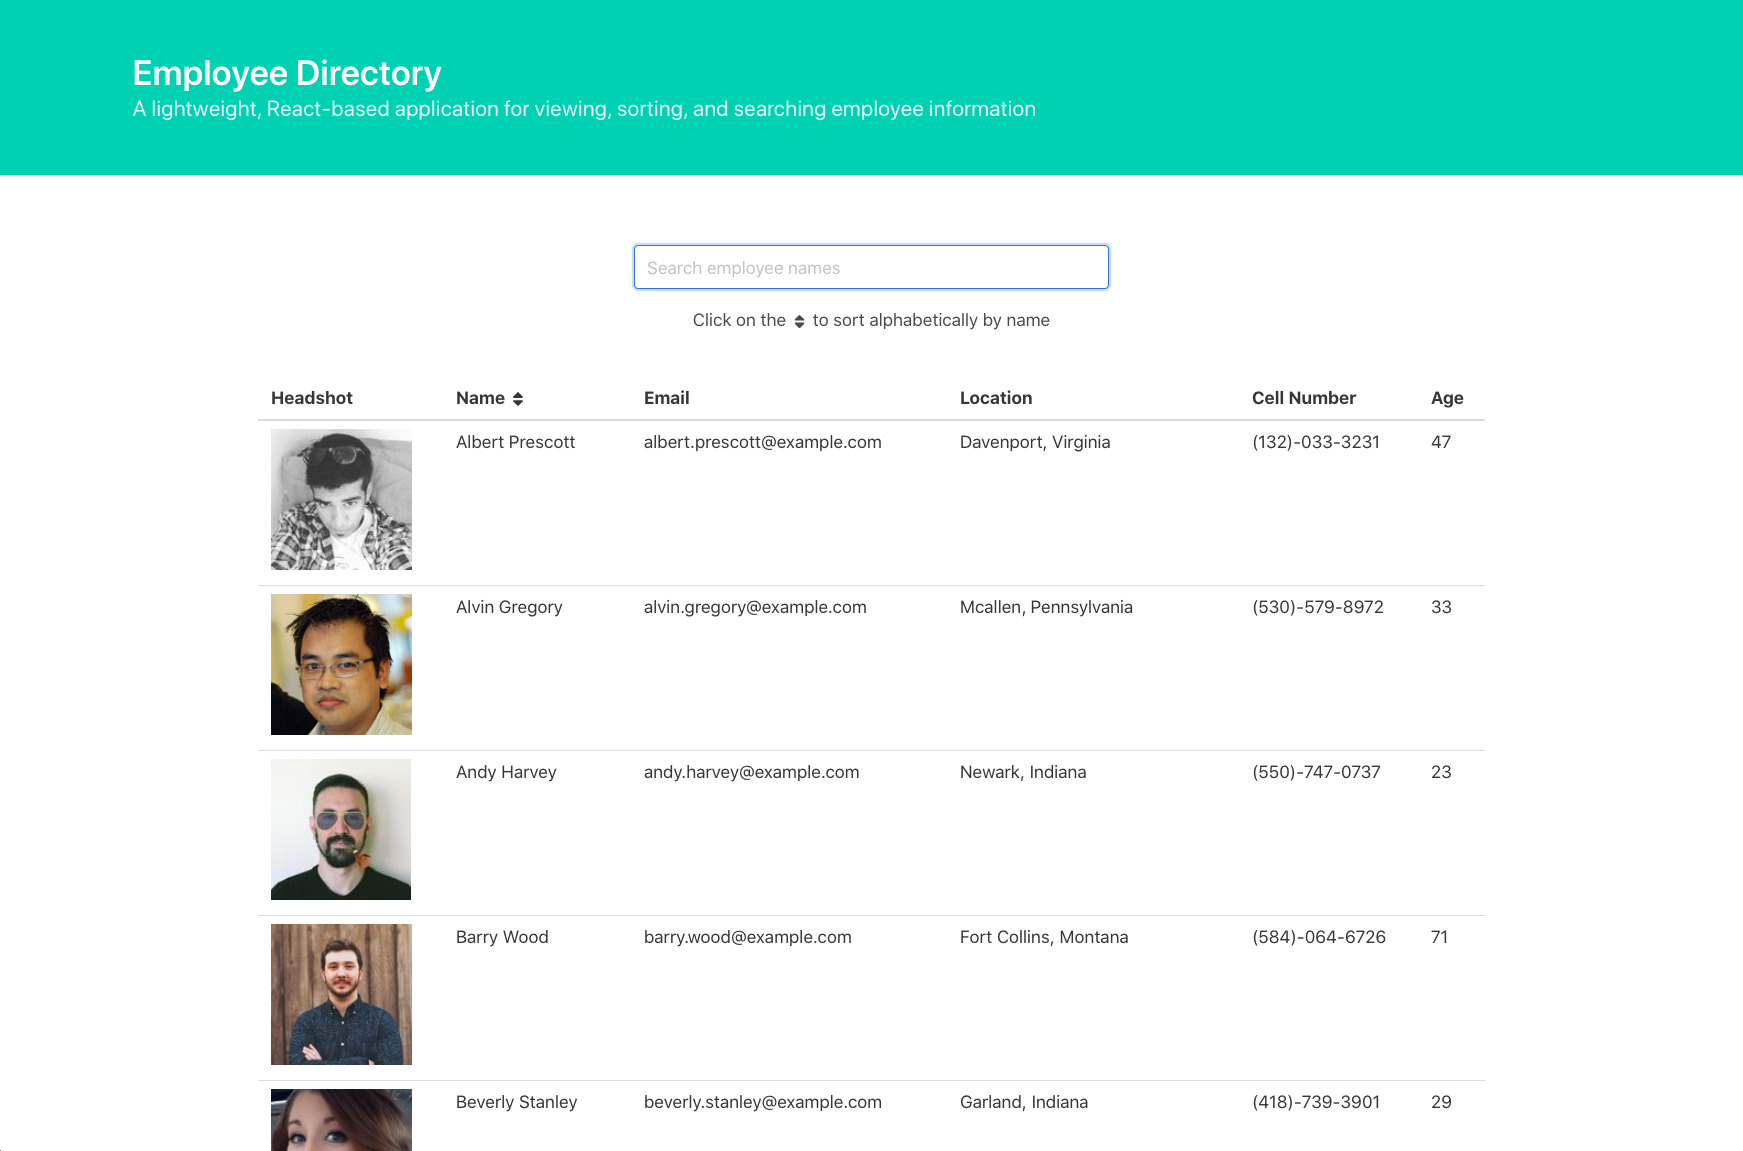 Employee Directory
A lightweight, React-based application for viewing, sorting, and searching employee information
Search employee names
Click on the to sort alphabetically by name
Headshot Name Email Location Cell Number Age
Albert Prescott albert.prescott@example.com Davenport, Virginia (132)-033-3231 47
Alvin Gregory alvin.gregory@example.com Mcallen, Pennsylvania (530)-579-8972 33
Andy Harvey andy.harvey@example.com Newark, Indiana (550)-747-0737 23
Barry Wood barry.wood@example.com Fort Collins, Montana (584)-064-6726 71
Beverly Stanley beverly.stanley@example.com Garland, Indiana (418)-739-3901 29